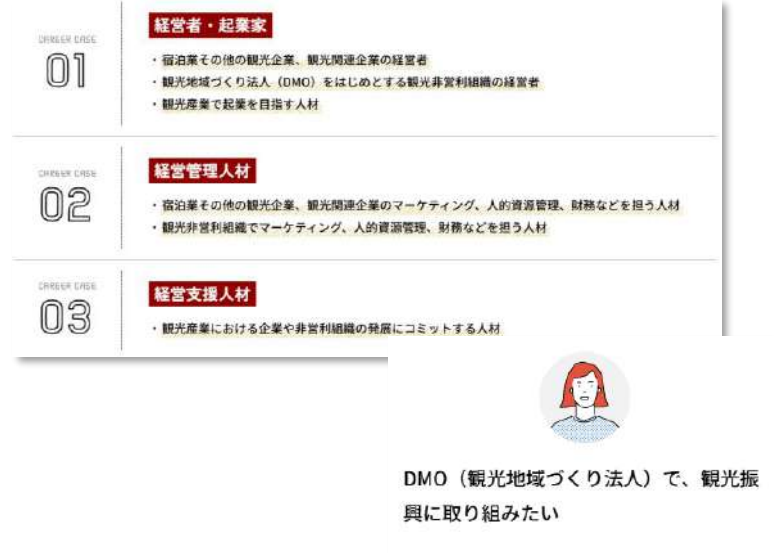 CAREER CASE
01
経営者・起業家
・宿泊業その他の観光企業、観光関連企業の経営者
・観光地域づくり法人（DMO）をはじめとする観光非営利組織の経営者
・観光産業で起業を目指す人材
CAREER CASE
02
経営管理人材
・宿泊業その他の観光企業、観光関連企業のマーケティング、人的資源管理、財務などを担う人材
・観光非営利組織でマーケティング、人的資源管理、財務などを担う人材
CAREER CASE
03
経営支援人材
・観光産業における企業や非営利組織の発展にコミットする人材
DMO（観光地域づくり法人）で、観光振
興に取り組みたい